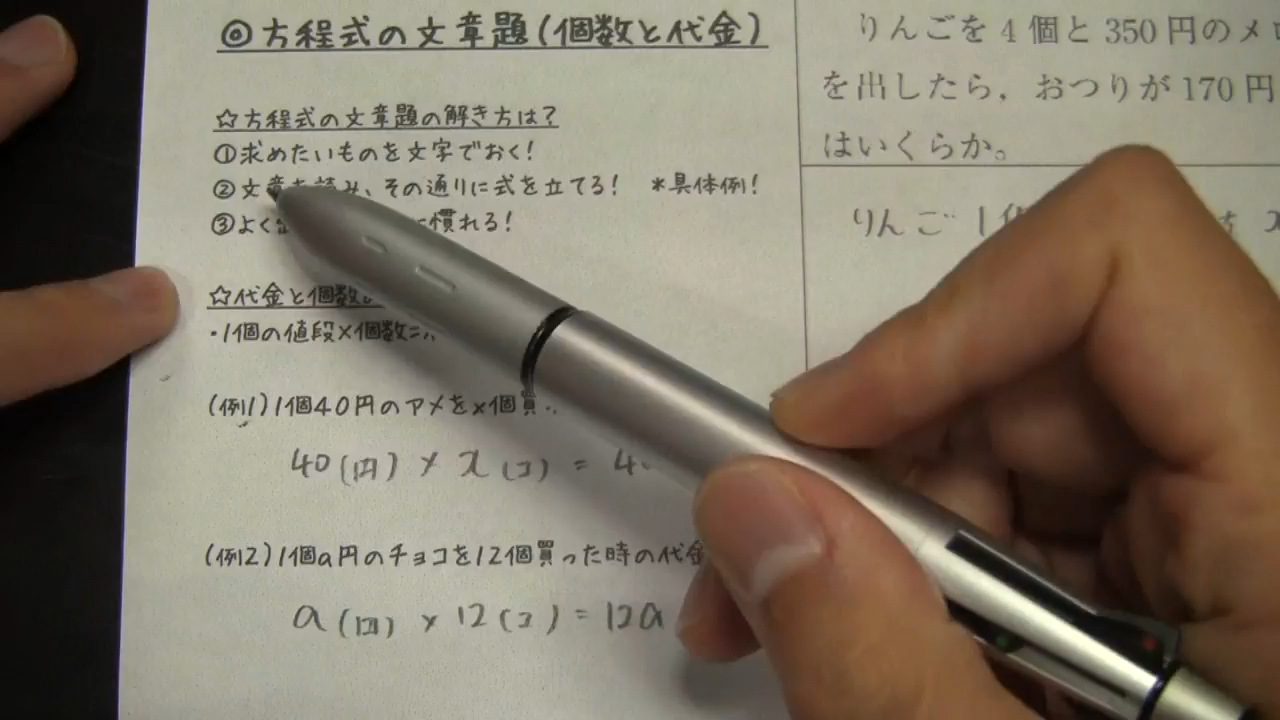 ◎方程式の文章題(個数と代金)
☆方程式の文章題の解き方は?
①求めたいものを文字でおく!
②文章を読み、その通りに式を立てる! *具体例!
③よく 慣れる!
☆代金と個数
・1個の値段×個数=
(例1)1個40円のアメをx個買
40(円)×x(コ)=4
(例2)1個a円のチョコを12個買った時の代金
a(円)×12(コ)=12a
りんごを4個と350円のメ
を出したら,おつりが170円
はいくらか。
りんご1 x